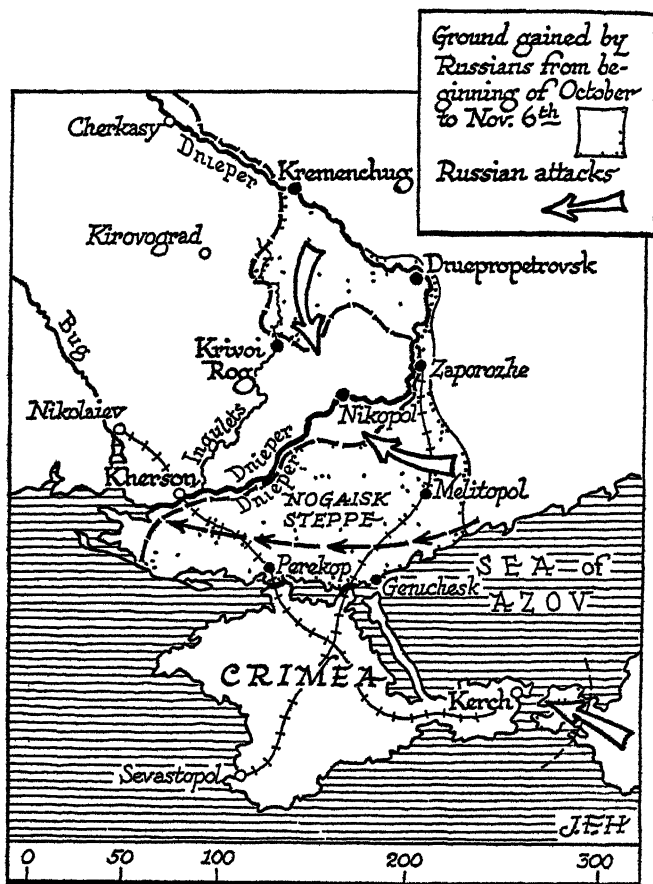 Ground gained by
Russians from be-
ginning of October
to Nov. 6th
Russian attacks
Cherkasy
DNIEPER
Kremenchug
Kirovograd
Dnuepropetrovsk
Bug
Krivoi
Rog
Zaporozhe
Nikolaiev
Ingulets
Nikopol
Dnieper
Kherson
Dnieper
NOGAISK
STEPPE
Melitopol
Perekop
Genichesk
SEA of
AZOV
CRIMEA
Kerch
Sevastopol
J.F.H
0 50 100 200 300